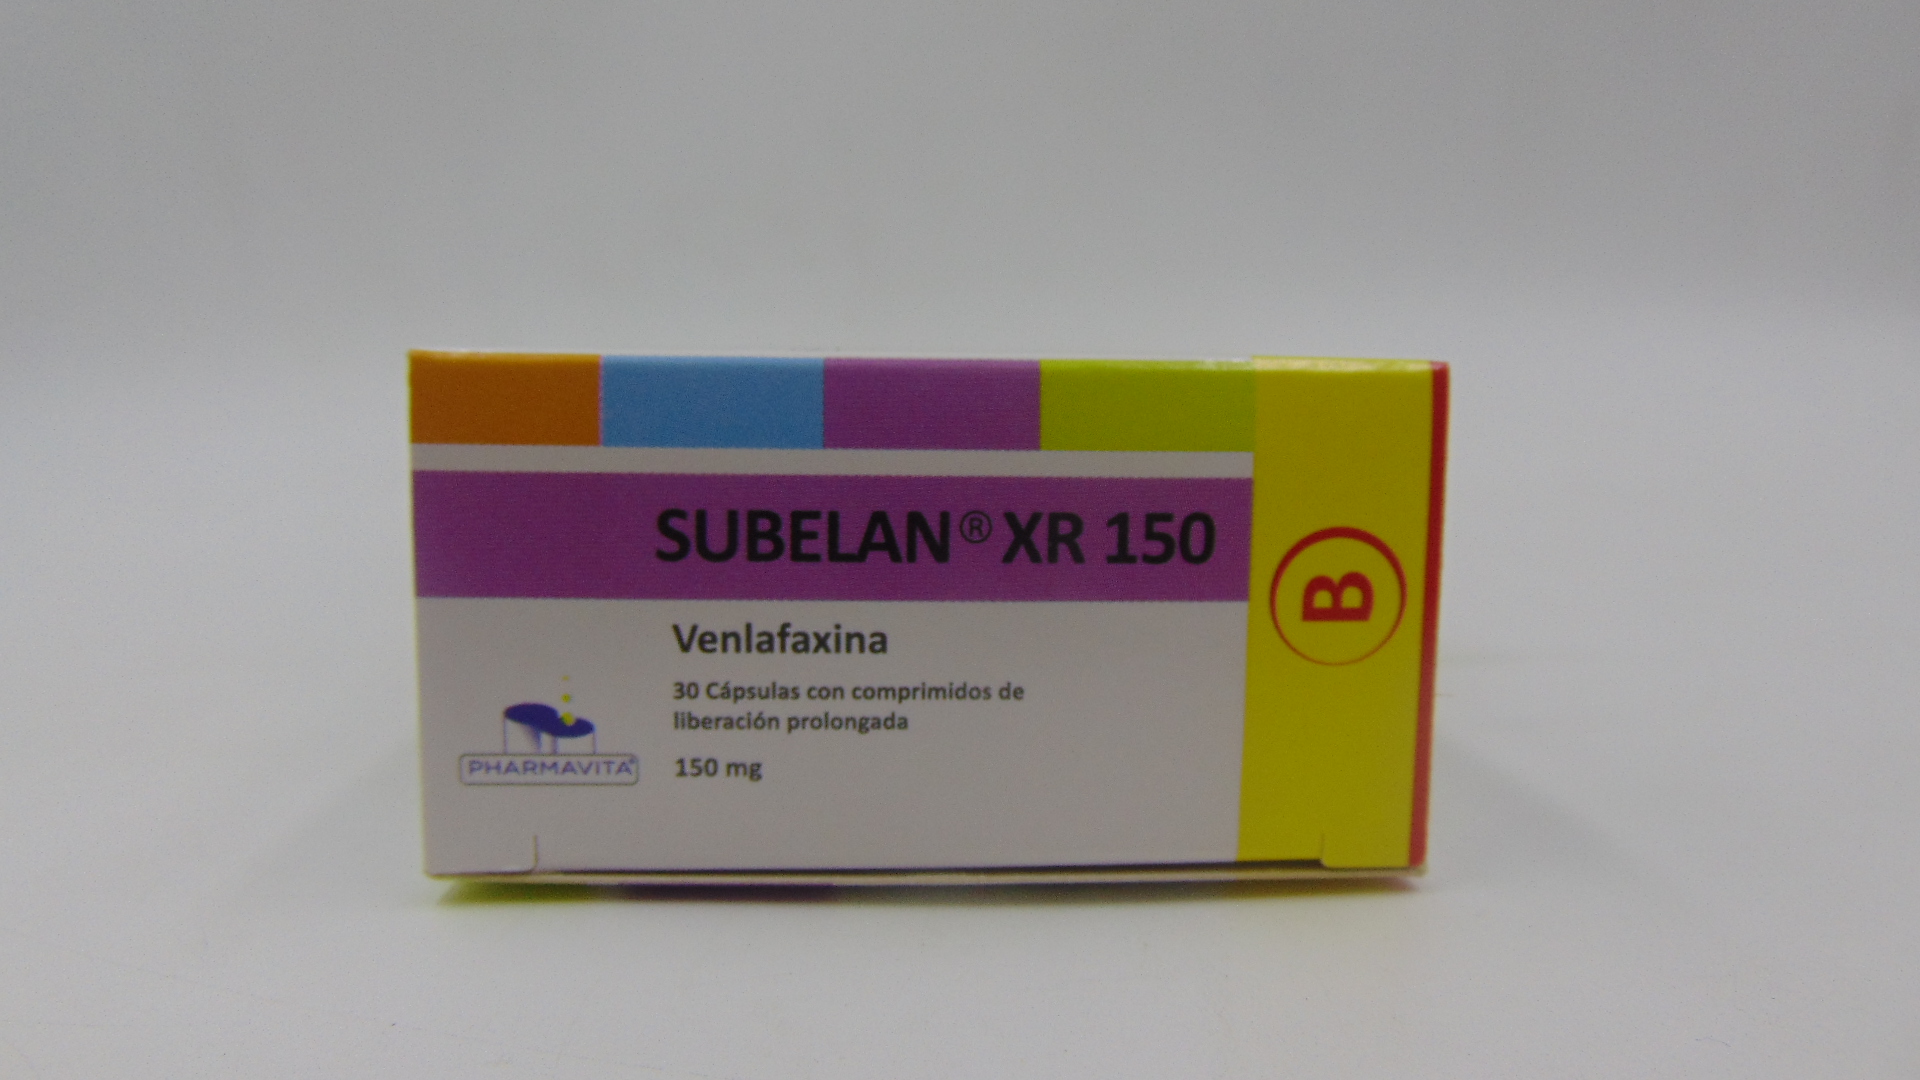 SUBELAN® XR 150
Venlafaxina
30 Cápsulas con comprimidos de
liberación prolongada
150 mg
PHARMAVITA®
B